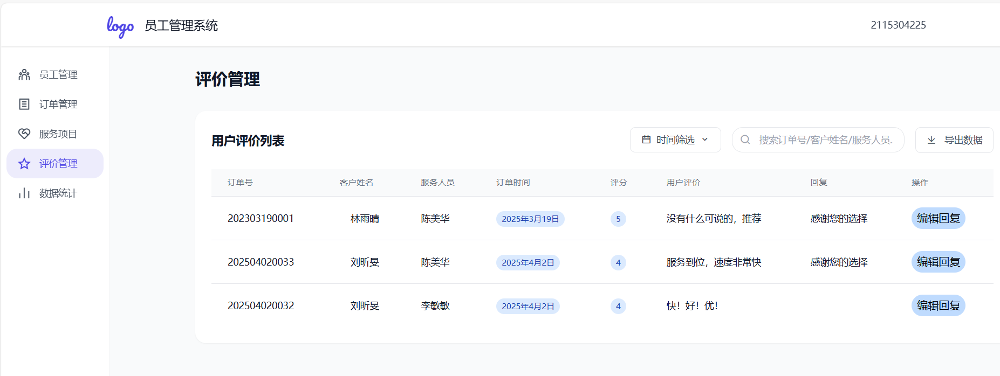 logo 员工管理系统 2115304225
员工管理
订单管理
服务项目
评价管理
数据统计
评价管理
用户评价列表 时间筛选 搜索订单号/客户姓名/服务人员.. 导出数据
订单号 客户姓名 服务人员 订单时间 评分 用户评价 回复 操作
202303190001 林雨晴 陈美华 2025年3月19日 5 没有什么可说的，推荐 感谢您的选择 编辑回复
202504020033 刘昕旻 陈美华 2025年4月2日 4 服务到位，速度非常快 感谢您的选择 编辑回复
202504020032 刘昕旻 李敏敏 2025年4月2日 4 快！好！优！ 编辑回复